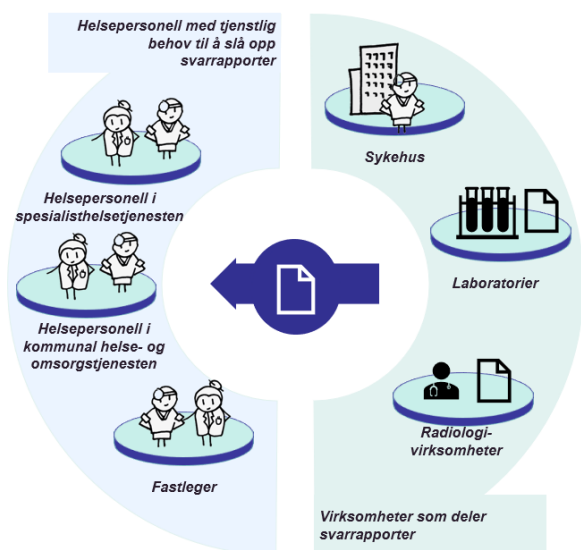 Helsepersonell med tjenstlig
behov til å slå opp
svarrapporter
Helsepersonell i
spesialisthelsetjenesten
Helsepersonell i
kommunal helse- og
omsorgstjenesten
Fastleger
Sykehus
Laboratorier
Radiologi-
virksomheter
Virksomheter som deler
svarrapporter